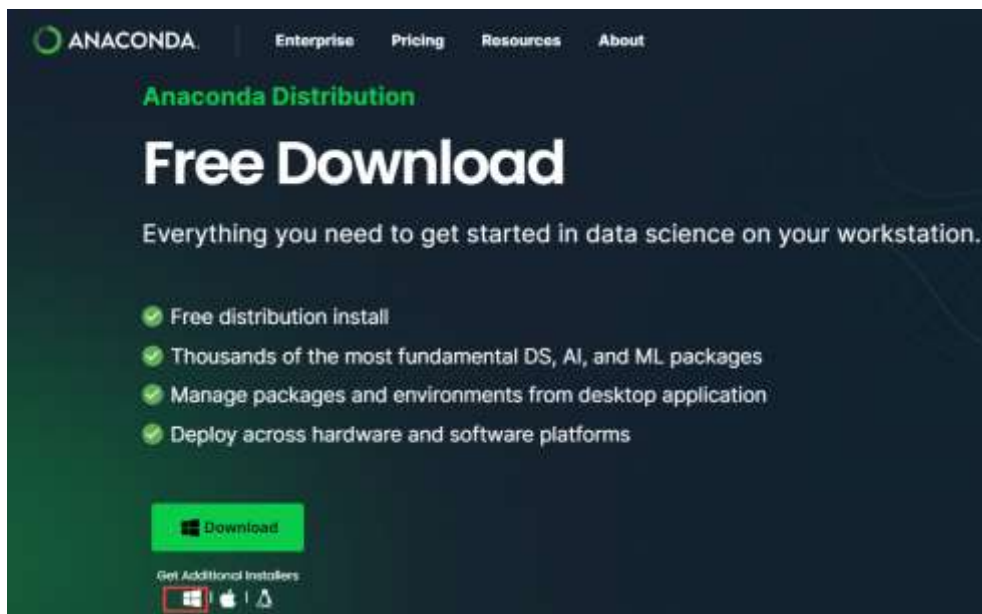 ANACONDA.
Enterprise Pricing Resources About
Anaconda Distribution
Free Download
Everything you need to get started in data science on your workstation.
Free distribution install
Thousands of the most fundamental DS, AI, and ML packages
Manage packages and environments from desktop application
Deploy across hardware and software platforms
Download
Get Additional Installers